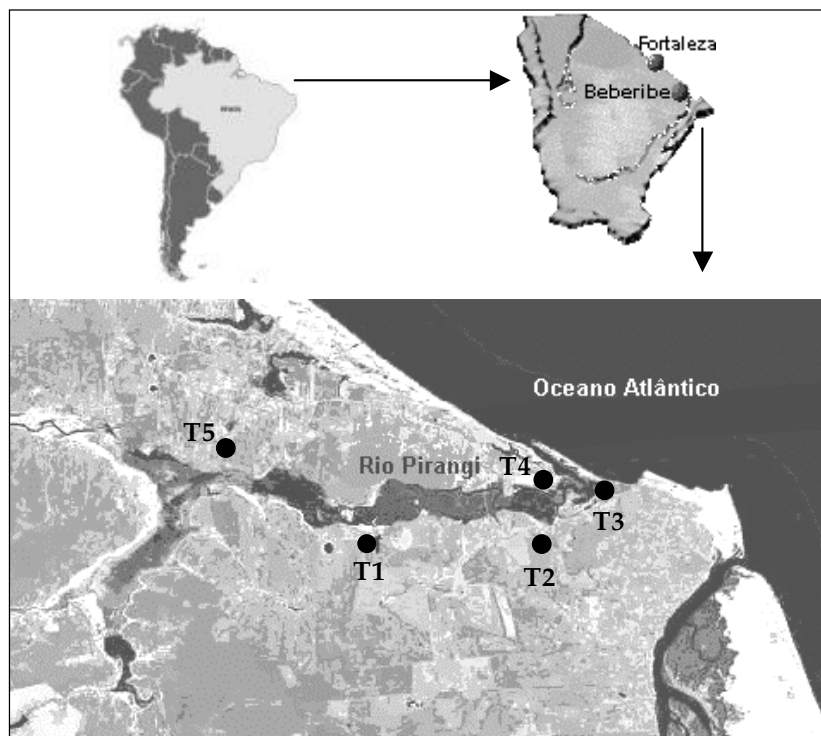 Fortaleza
Beberibe
Oceano Atlântico
T5
Rio Pirangi
T4
T3
T1
T2